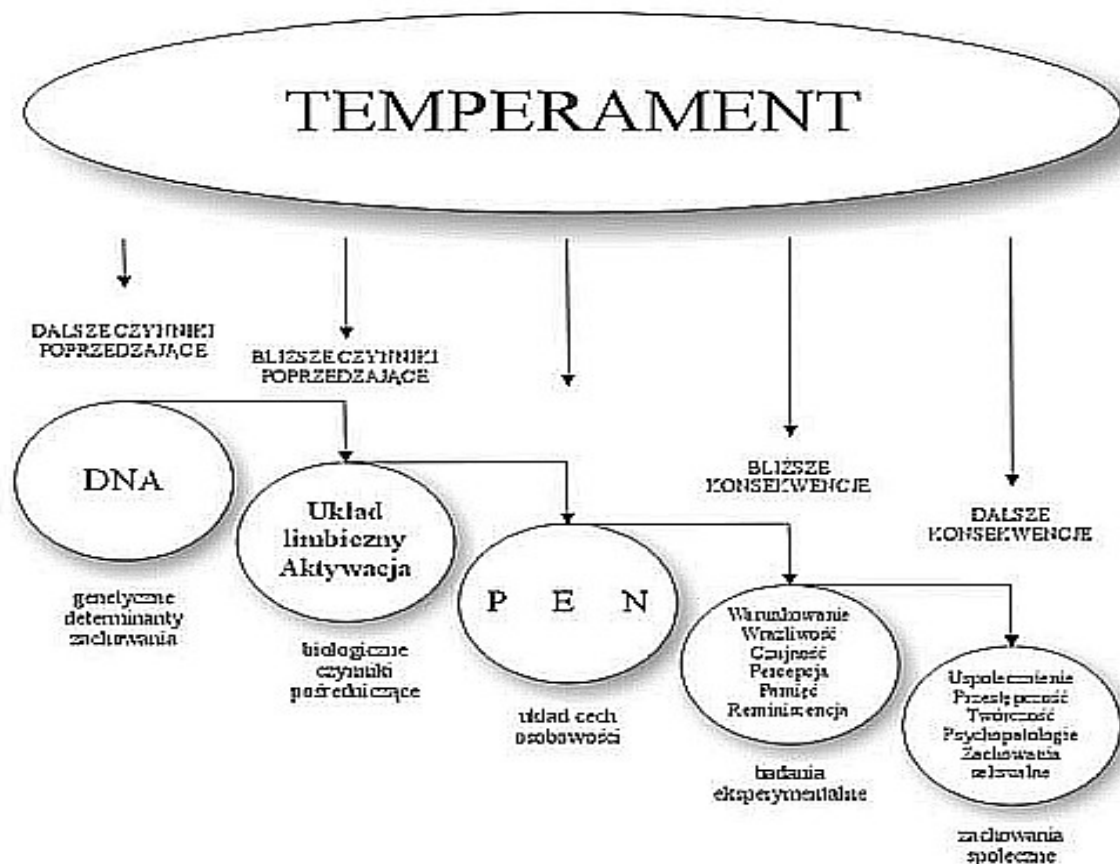 TEMPERAMENT
DALSZE CZYNNIKI
POPRZEDZAJĄCE
BLIŻSZE CZYNNIKI
POPRZEDZAJĄCE
BLIŻSZE
KONSEKWENCJE
DALSZE
KONSEKWENCJE
DNA
genetyczne
determinanty
zachowania
Układ
limbiczny
Aktywacja
biologiczne
czynniki
pośredniczące
P E N
układ cech
osobowości
Warunkowanie
Wrażliwość
Czujność
Percepcja
Pamięć
Reminiscencja
badania
eksperymentalne
Uspołecznienie
Przestępczość
Twórczość
Psychopatologie
Zachowania
seksualne
zachowania
społeczne